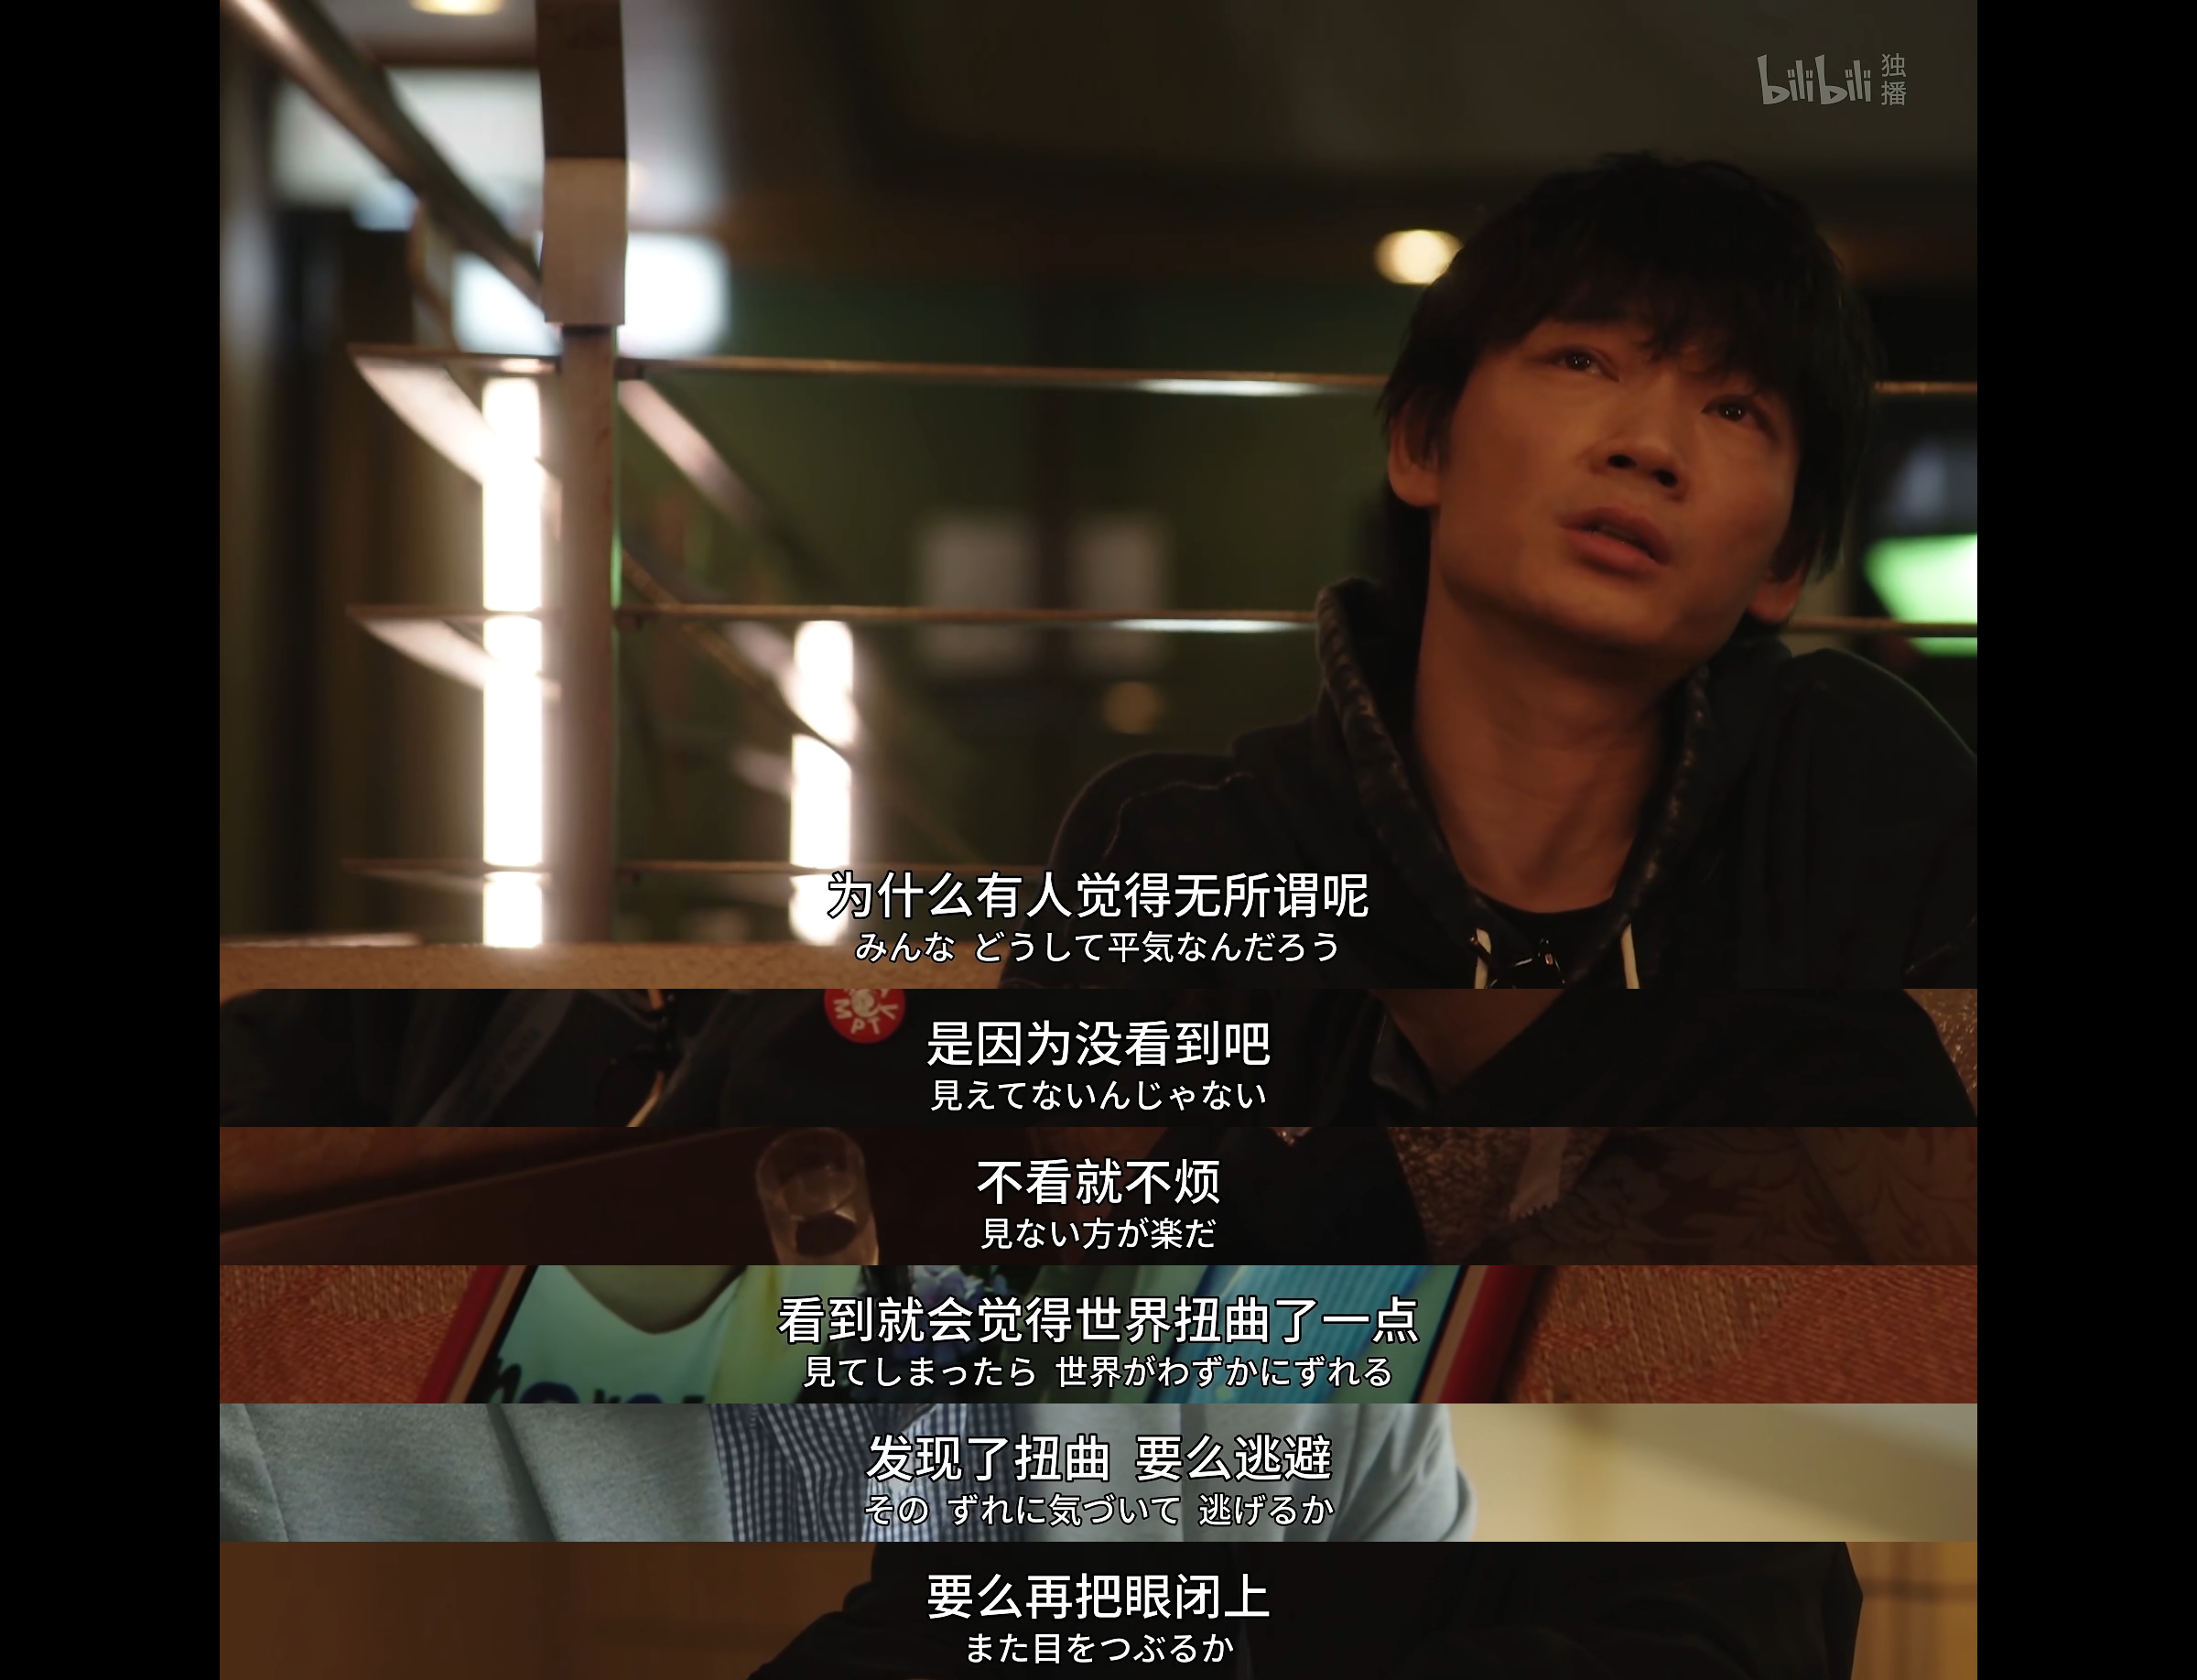 bilibili 独播
为什么有人觉得无所谓呢
みんな どうして平気なんだろう
是因为没看到吧
見えてないんじゃない
不看就不烦
見ない方が楽だ
看到就会觉得世界扭曲了一点
見てしまったら 世界がわずかにずれる
发现了扭曲 要么逃避
その ずれに気づいて 逃げるか
要么再把眼闭上
また目をつぶるか